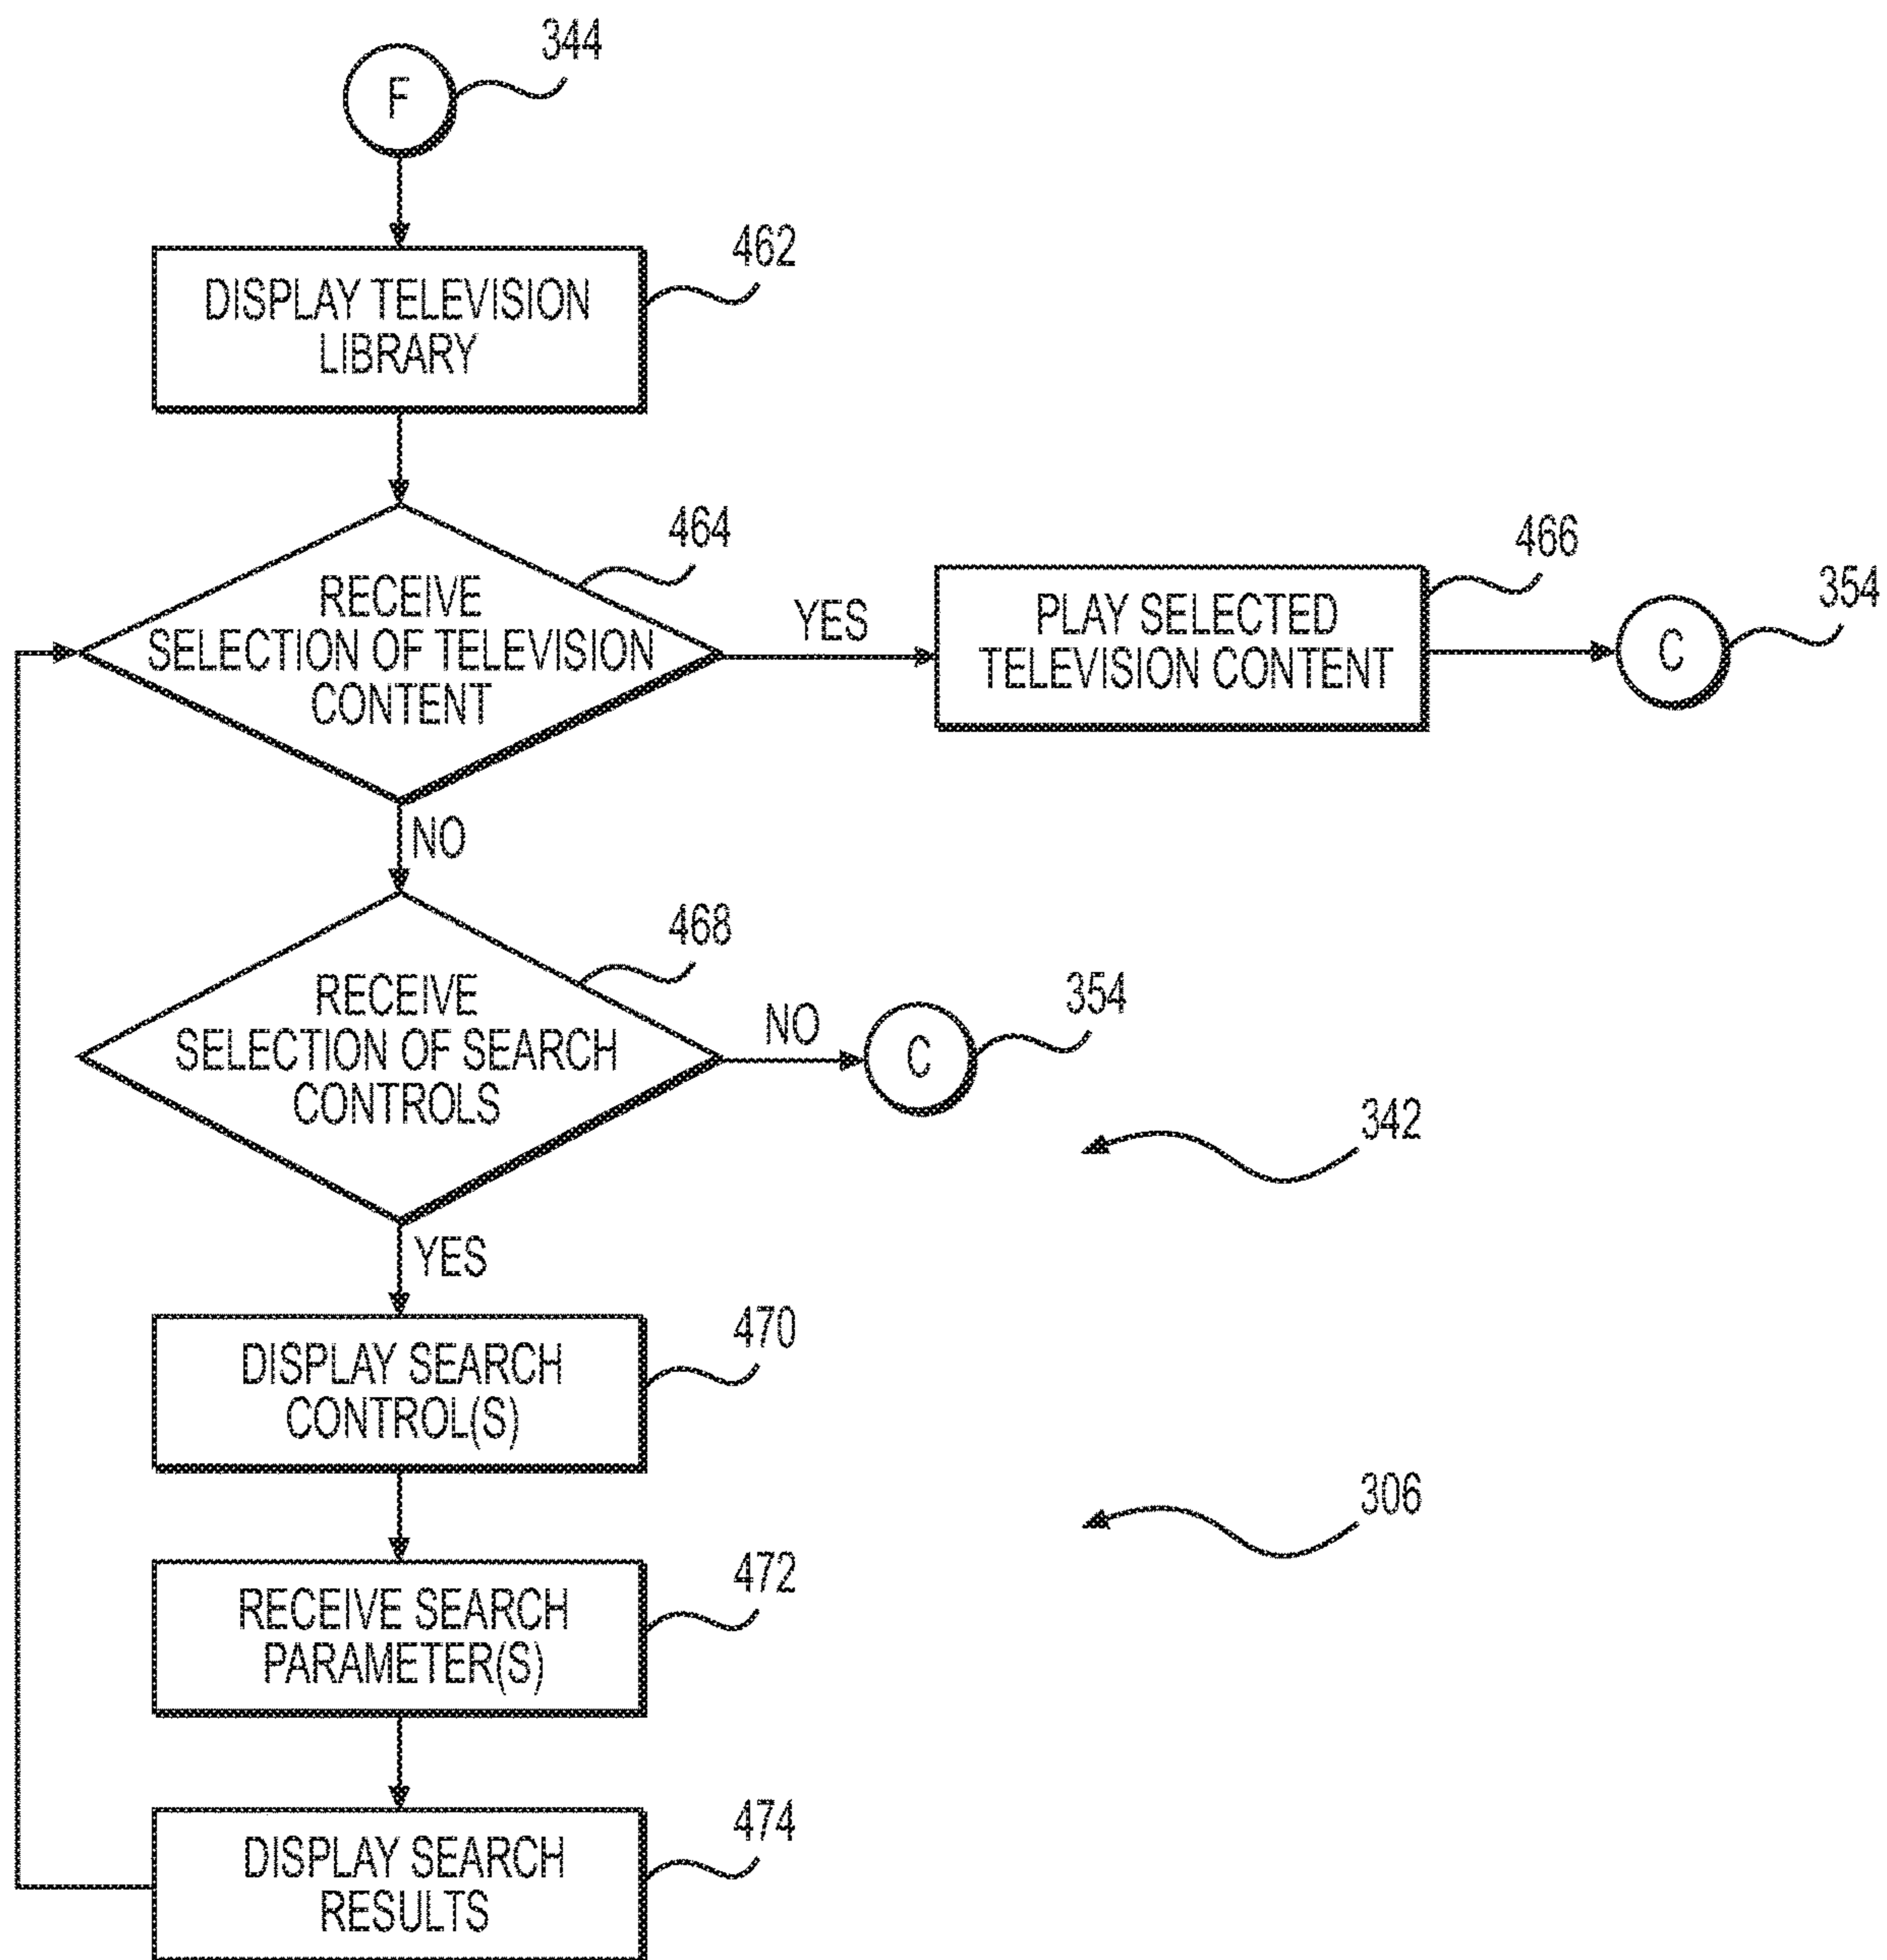 344
F
462
DISPLAY TELEVISION
LIBRARY
464
RECEIVE
SELECTION OF TELEVISION
CONTENT
YES
466
PLAY SELECTED
TELEVISION CONTENT
354
C
NO
468
RECEIVE
SELECTION OF SEARCH
CONTROLS
NO
354
C
342
YES
470
DISPLAY SEARCH
CONTROL(S)
306
472
RECEIVE SEARCH
PARAMETER(S)
474
DISPLAY SEARCH
RESULTS